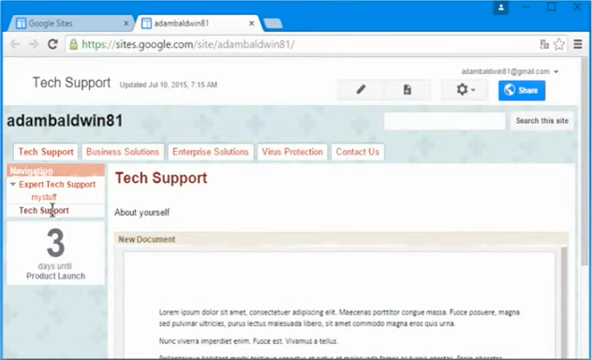 Google Sites
adambaldwin81
https://sites.google.com/site/adambaldwin81/
Tech Support Updated Jul 10, 2015, 7:15 AM
adambaldwin81@gmail.com
Share
adambaldwin81
Search this site
Tech Support Business Solutions Enterprise Solutions Virus Protection Contact Us
Navigation
Expert Tech Support
mystuff
Tech Support
3
days until
Product Launch
Tech Support
About yourself
New Document
Lorem ipsum dolor sit amet, consectetuer adipiscing elit. Maecenas porttitor congue massa. Fusce posuere, magna
sed pulvinar ultricies, purus lectus malesuada libero, sit amet commodo magna eros quis urna.
Nunc viverra imperdiet enim. Fusce est. Vivamus a tellus.